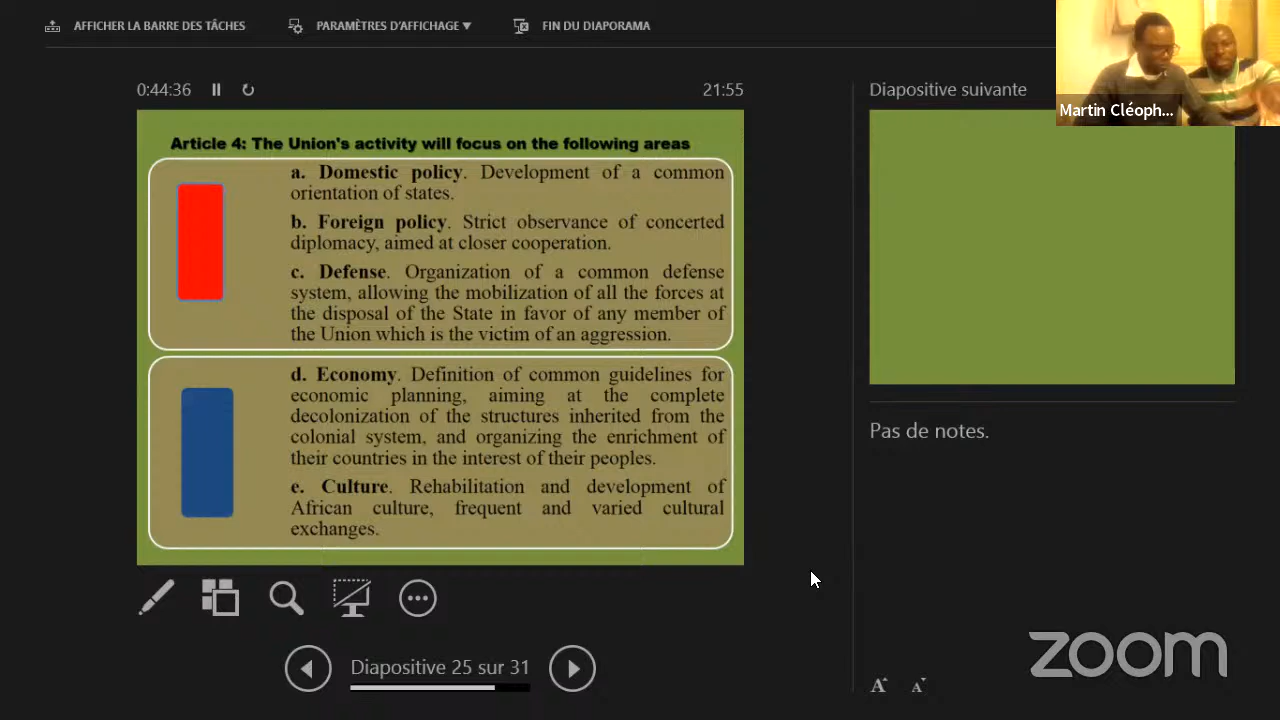 AFFICHER LA BARRE DES TÂCHES
PARAMÈTRES D'AFFICHAGE ▼
FIN DU DIAPORAMA
Martin Cléoph...
0:44:36
21:55
Article 4: The Union's activity will focus on the following areas
a. Domestic policy. Development of a common
orientation of states.
b. Foreign policy. Strict observance of concerted
diplomacy, aimed at closer cooperation.
c. Defense. Organization of a common defense
system, allowing the mobilization of all the forces at
the disposal of the State in favor of any member of
the Union which is the victim of an aggression.
d. Economy. Definition of common guidelines for
economic planning, aiming at the complete
decolonization of the structures inherited from the
colonial system, and organizing the enrichment of
their countries in the interest of their peoples.
e. Culture. Rehabilitation and development of
African culture, frequent and varied cultural
exchanges.
Diapositive 25 sur 31
Diapositive suivante
Pas de notes.
A A
zoom